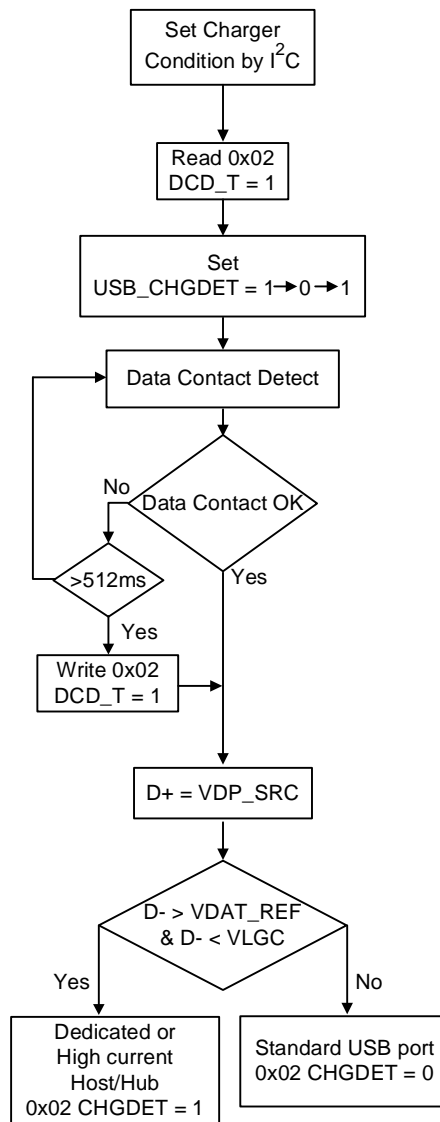 Set Charger
Condition by I²C
Read 0x02
DCD_T = 1
Set
USB_CHGDET = 1→0→1
Data Contact Detect
No
Data Contact OK
>512ms
Yes
Yes
Write 0x02
DCD_T = 1
D+ = VDP_SRC
D- > VDAT_REF
& D- < VLGC
Yes
No
Dedicated or
High current
Host/Hub
0x02 CHGDET = 1
Standard USB port
0x02 CHGDET = 0